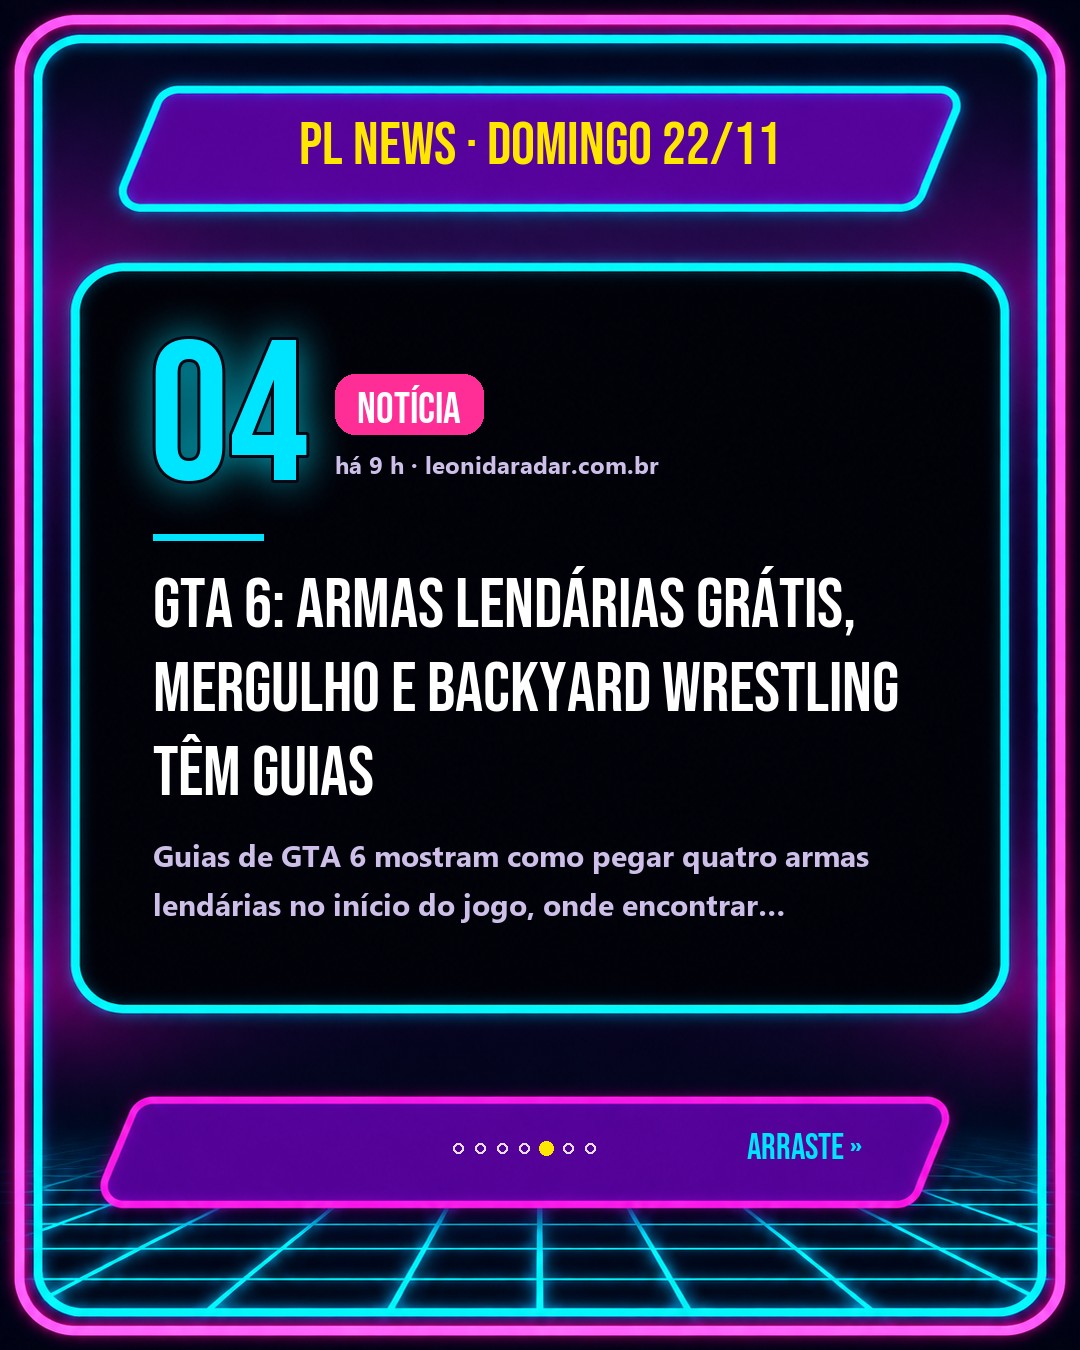 PL NEWS · DOMINGO 22/11
04
NOTÍCIA
há 9 h · leonidaradar.com.br
GTA 6: ARMAS LENDÁRIAS GRÁTIS,
MERGULHO E BACKYARD WRESTLING
TÊM GUIAS
Guias de GTA 6 mostram como pegar quatro armas
lendárias no início do jogo, onde encontrar...
ARRASTE »